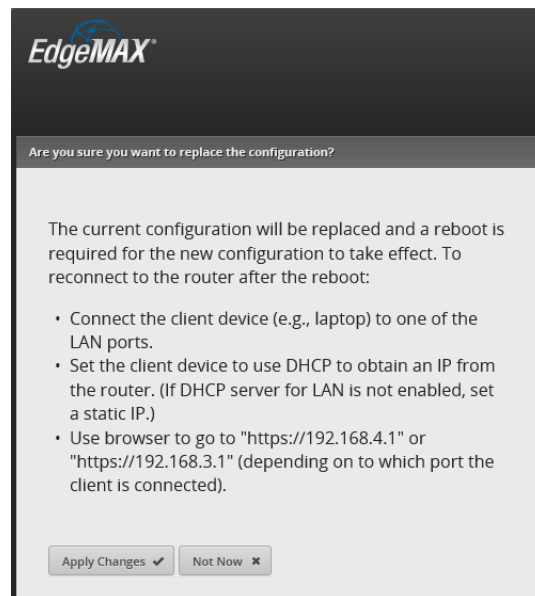 EdgeMAX®
Are you sure you want to replace the configuration?
The current configuration will be replaced and a reboot is
required for the new configuration to take effect. To
reconnect to the router after the reboot:
• Connect the client device (e.g., laptop) to one of the
LAN ports.
• Set the client device to use DHCP to obtain an IP from
the router. (If DHCP server for LAN is not enabled, set
a static IP.)
• Use browser to go to "https://192.168.4.1" or
"https://192.168.3.1" (depending on to which port the
client is connected).
Apply Changes ✔ Not Now ✖